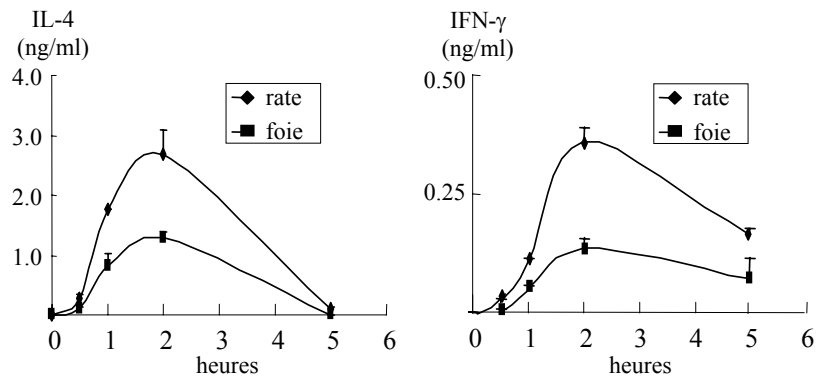 IL-4
(ng/ml)
4.0
3.0
2.0
1.0
rate
foie
0 1 2 3 4 5 6
heures
IFN-γ
(ng/ml)
0.50
0.25
rate
foie
0 1 2 3 4 5 6
heures